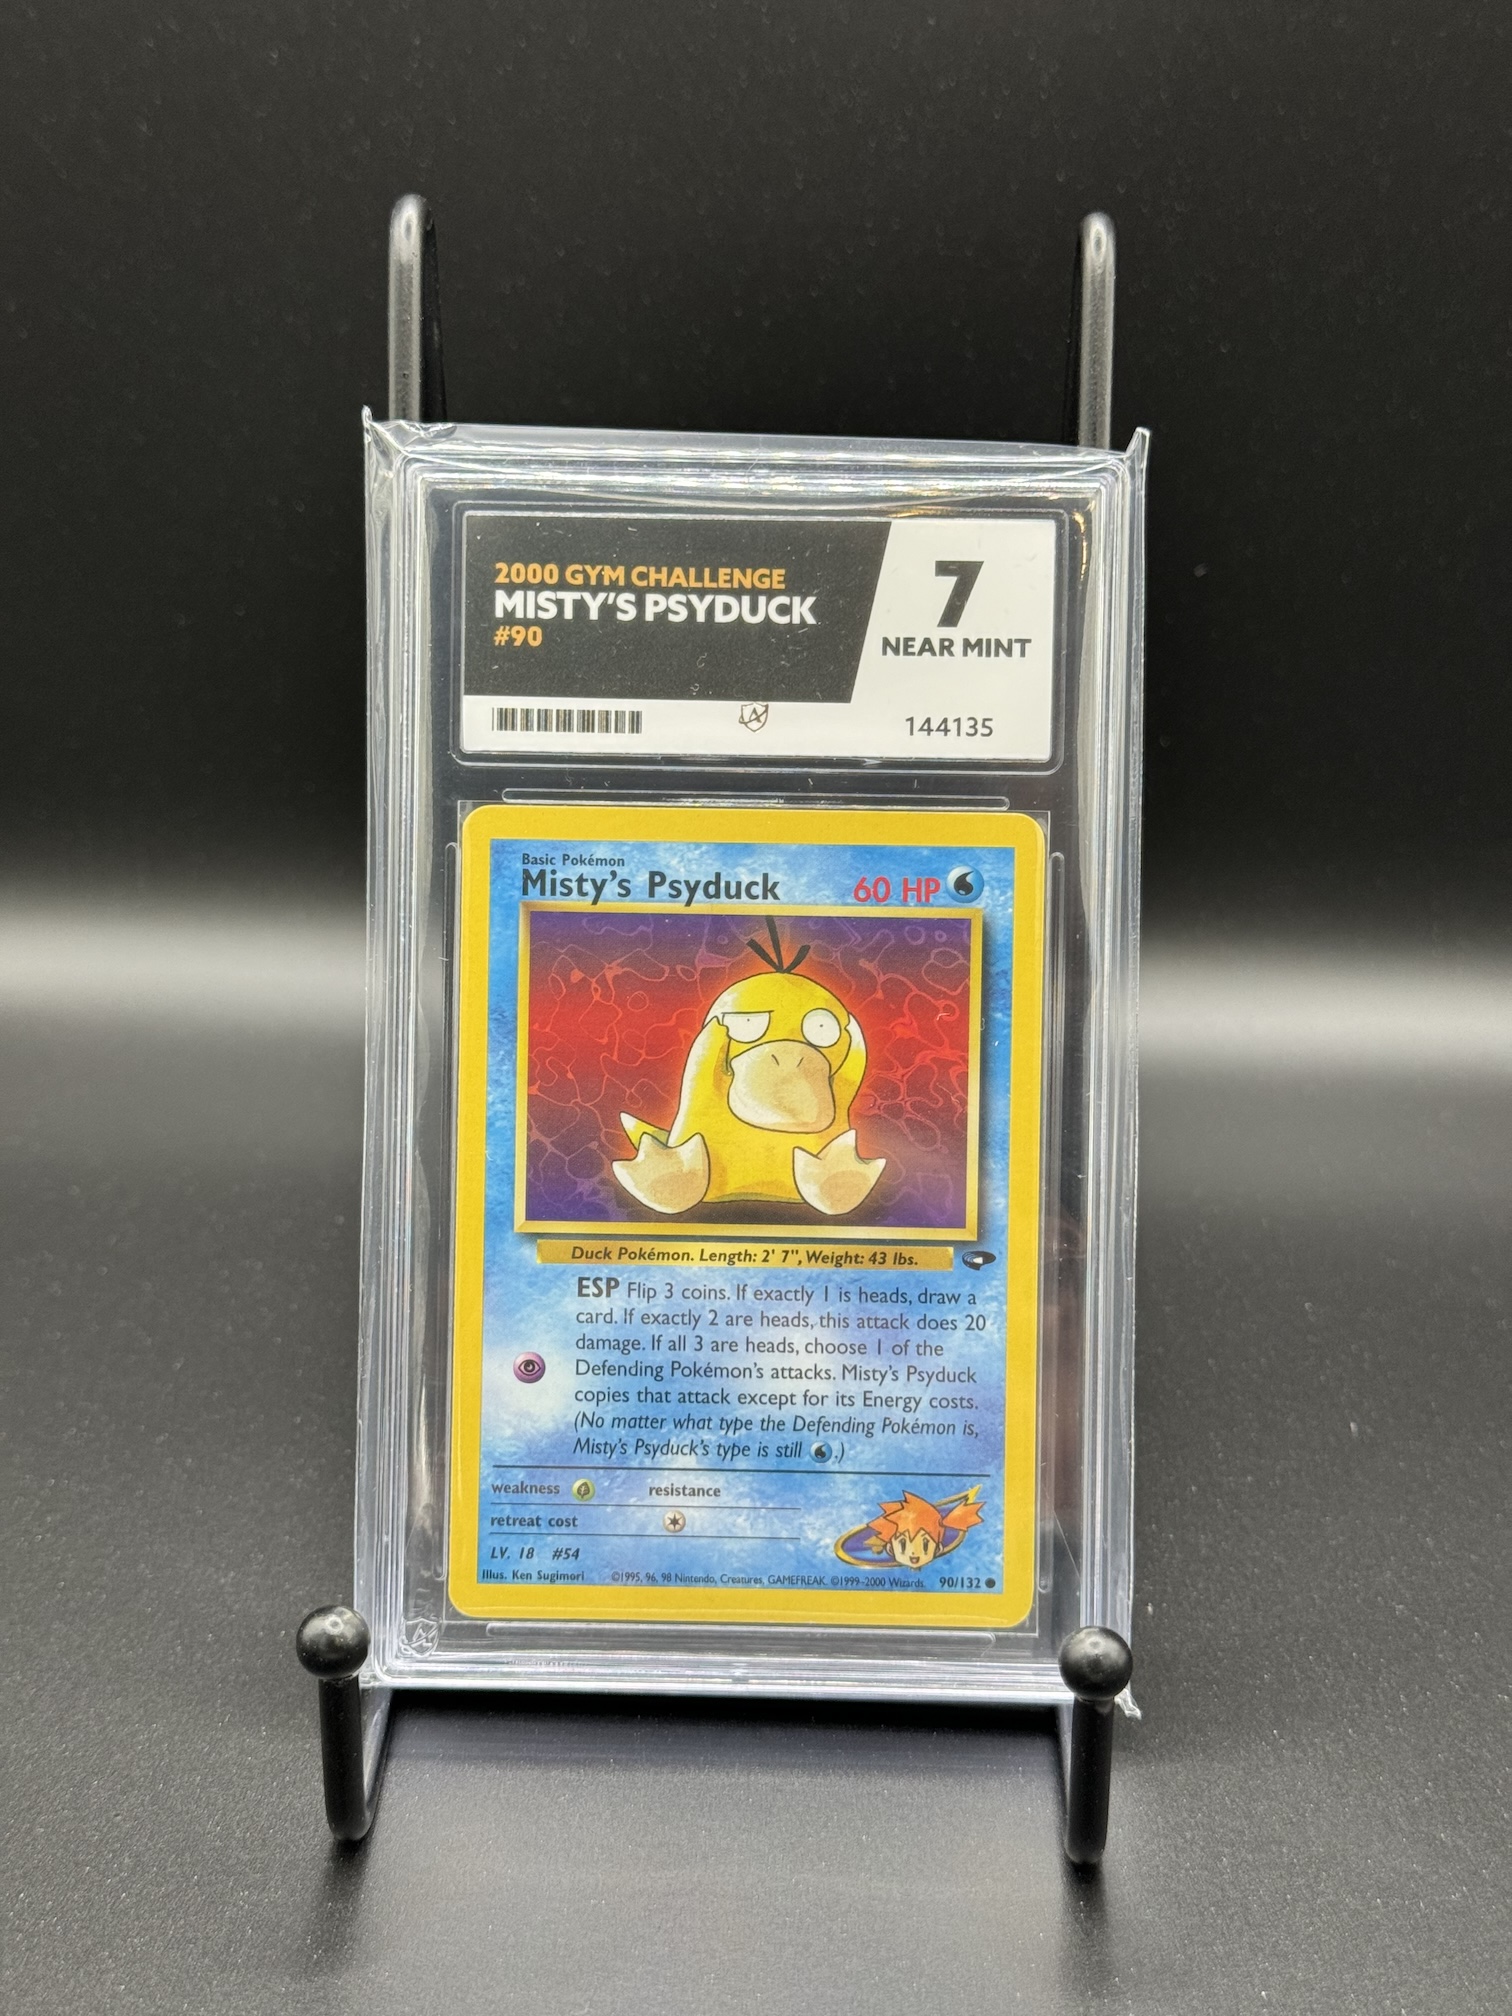 2000 GYM CHALLENGE
MISTY'S PSYDUCK
#90
7
NEAR MINT
144135
Basic Pokémon
Misty's Psyduck 60 HP
Duck Pokémon. Length: 2' 7", Weight: 43 lbs.
ESP Flip 3 coins. If exactly 1 is heads, draw a
card. If exactly 2 are heads, this attack does 20
damage. If all 3 are heads, choose 1 of the
Defending Pokémon's attacks. Misty's Psyduck
copies that attack except for its Energy costs.
(No matter what type the Defending Pokémon is,
Misty's Psyduck's type is still .)
weakness resistance
retreat cost
LV. 18 #54
Illus. Ken Sugimori ©1995, 96, 98 Nintendo, Creatures, GAMEFREAK. ©1999-2000 Wizards. 90/132